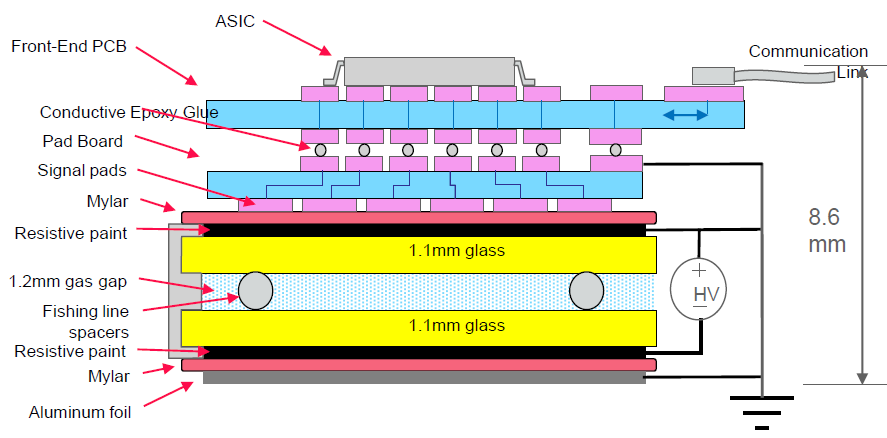 ASIC
Front-End PCB
Communication
Link
Conductive Epoxy Glue
Pad Board
Signal pads
Mylar
8.6
mm
Resistive paint
1.1mm glass
1.2mm gas gap
+
HV
–
Fishing line
spacers
1.1mm glass
Resistive paint
Mylar
Aluminum foil